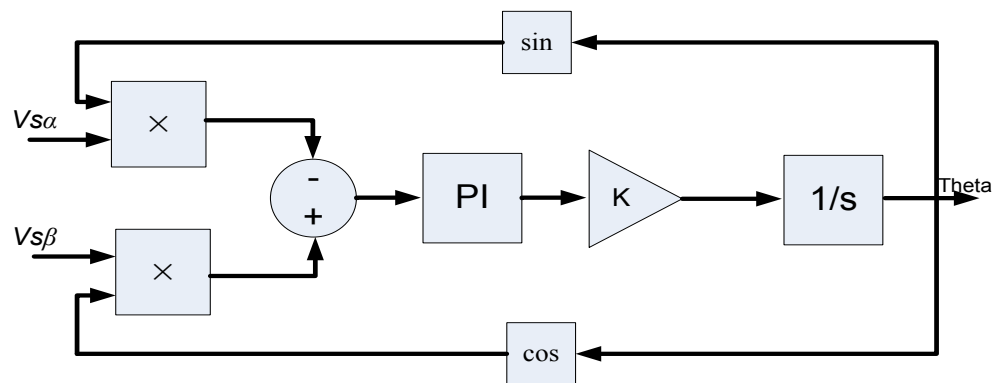 sin
Vsα
×
-
+
PI
K
1/s
Theta
Vsβ
×
cos